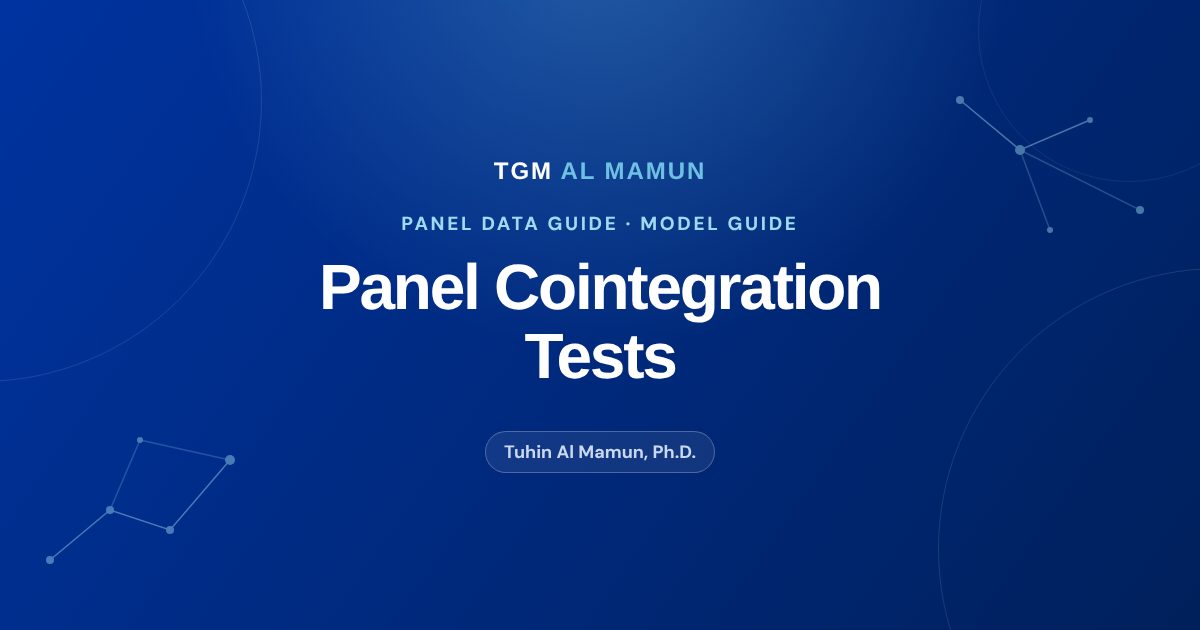 TGM AL MAMUN
PANEL DATA GUIDE · MODEL GUIDE
Panel Cointegration
Tests
Tuhin Al Mamun, Ph.D.